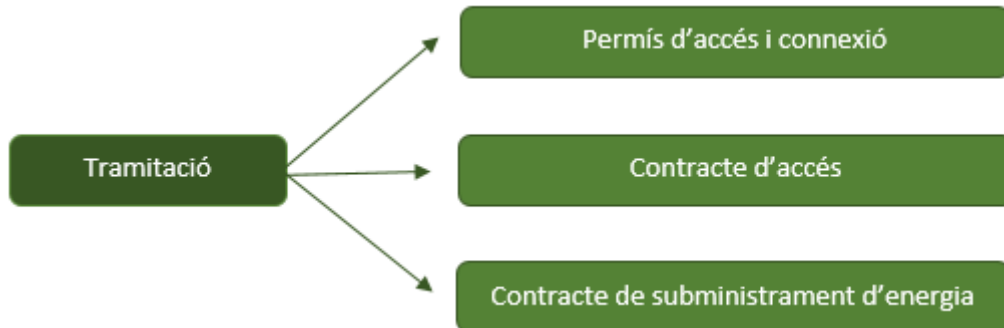 Permís d'accés i connexió
Tramitació
Contracte d'accés
Contracte de subministrament d'energia